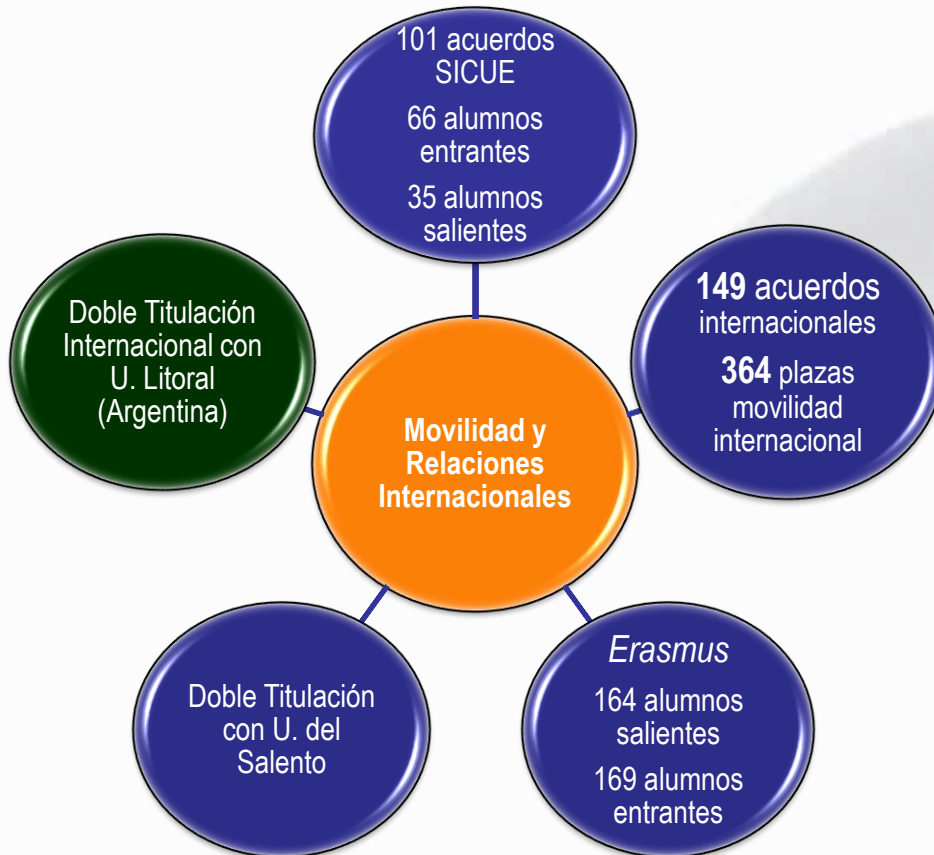 101 acuerdos
SICUE
66 alumnos
entrantes
35 alumnos
salientes
149 acuerdos
internacionales
364 plazas
movilidad
internacional
Erasmus
164 alumnos
salientes
169 alumnos
entrantes
Doble Titulación
con U. del
Salento
Doble Titulación
Internacional con
U. Litoral
(Argentina)
Movilidad y
Relaciones
Internacionales